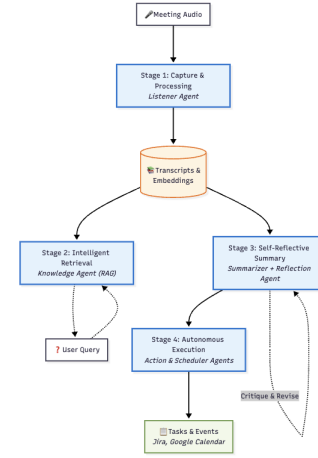 🎤Meeting Audio
Stage 1: Capture &
Processing
Listener Agent
📚Transcripts &
Embeddings
Stage 2: Intelligent
Retrieval
Knowledge Agent (RAG)
Stage 3: Self-Reflective
Summary
Summarizer + Reflection
Agent
❓ User Query
Stage 4: Autonomous
Execution
Action & Scheduler Agents
Critique & Revise
📋Tasks & Events
Jira, Google Calendar